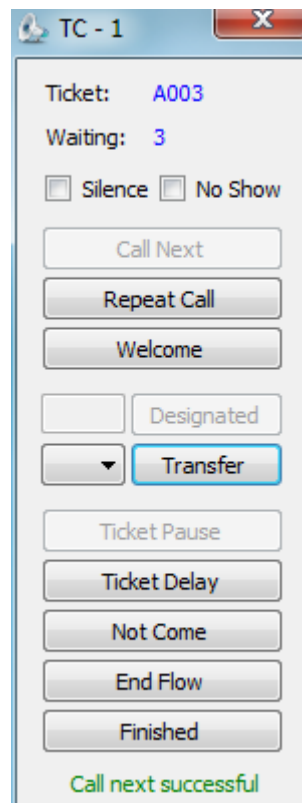 TC - 1
Ticket: A003
Waiting: 3
Silence No Show
Call Next
Repeat Call
Welcome
Designated
Transfer
Ticket Pause
Ticket Delay
Not Come
End Flow
Finished
Call next successful